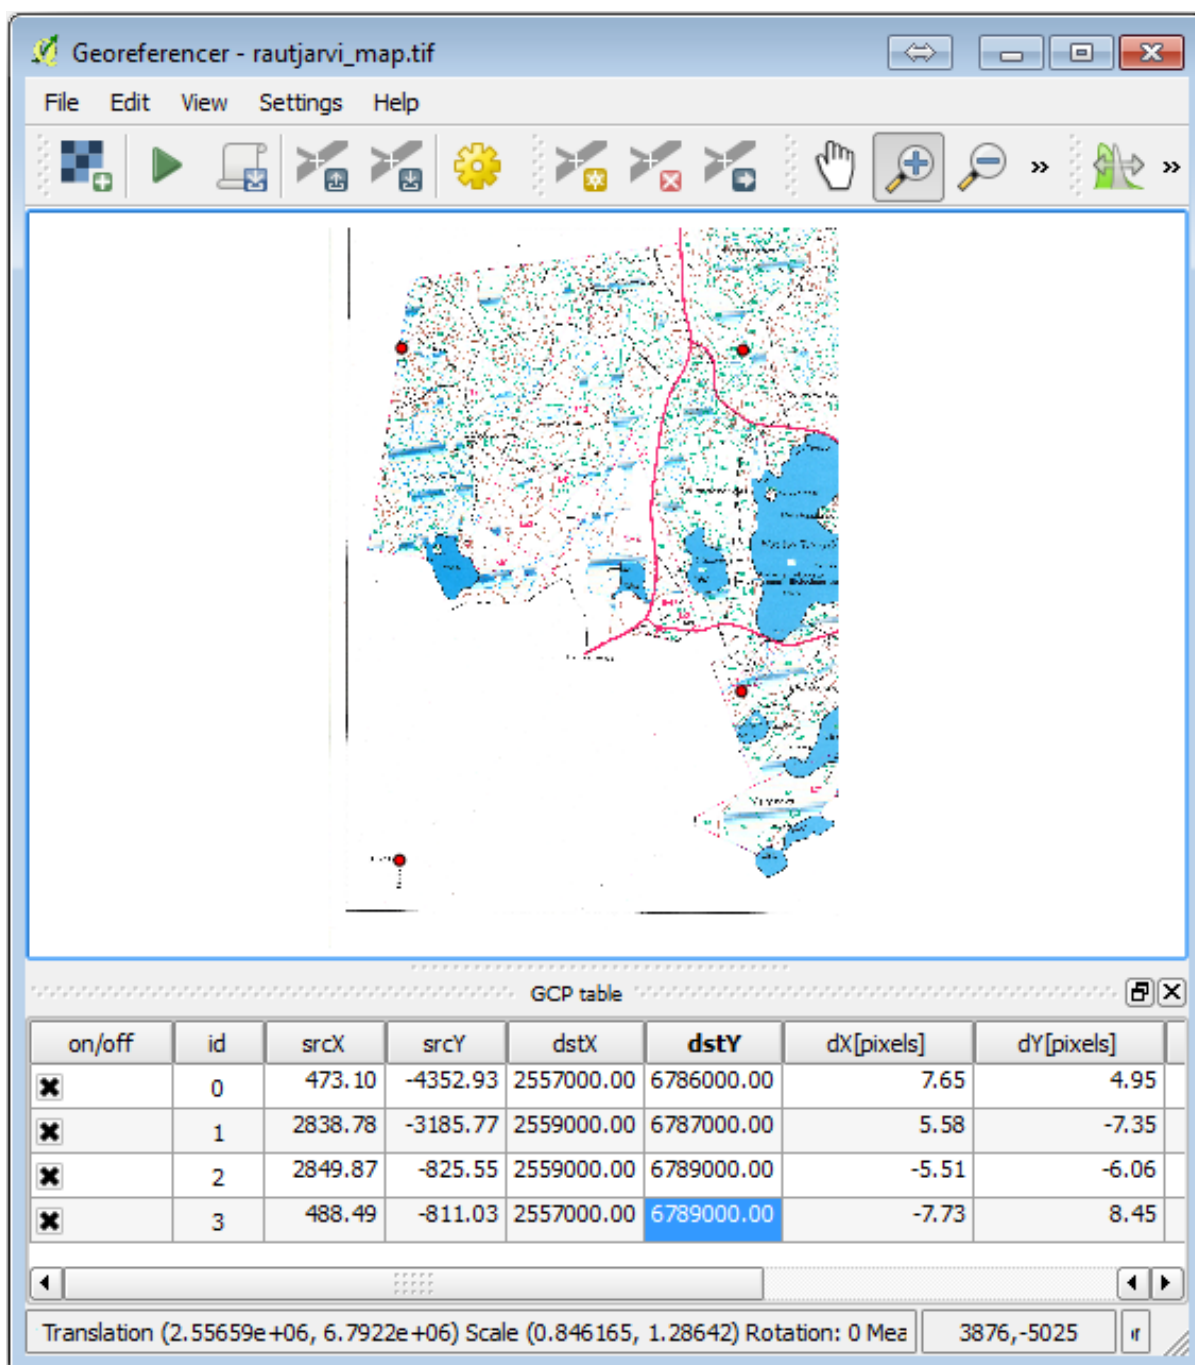 Georeferencer - rautjarvi_map.tif
File Edit View Settings Help
GCP table
on/off id srcX srcY dstX dstY dX[pixels] dY[pixels]
0 473.10 -4352.93 2557000.00 6786000.00 7.65 4.95
1 2838.78 -3185.77 2559000.00 6787000.00 5.58 -7.35
2 2849.87 -825.55 2559000.00 6789000.00 -5.51 -6.06
3 488.49 -811.03 2557000.00 6789000.00 -7.73 8.45
Translation (2.55659e+06, 6.7922e+06) Scale (0.846165, 1.28642) Rotation: 0 Mea 3876,-5025